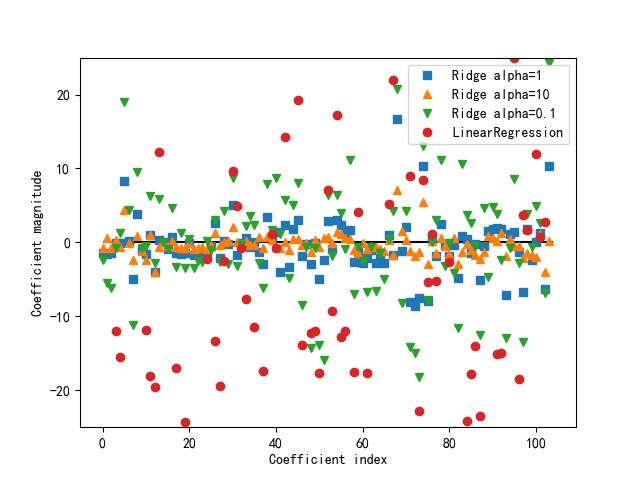 Ridge alpha=1
Ridge alpha=10
Ridge alpha=0.1
LinearRegression
20
10
0
−10
−20
Coefficient magnitude
0 20 40 60 80 100
Coefficient index